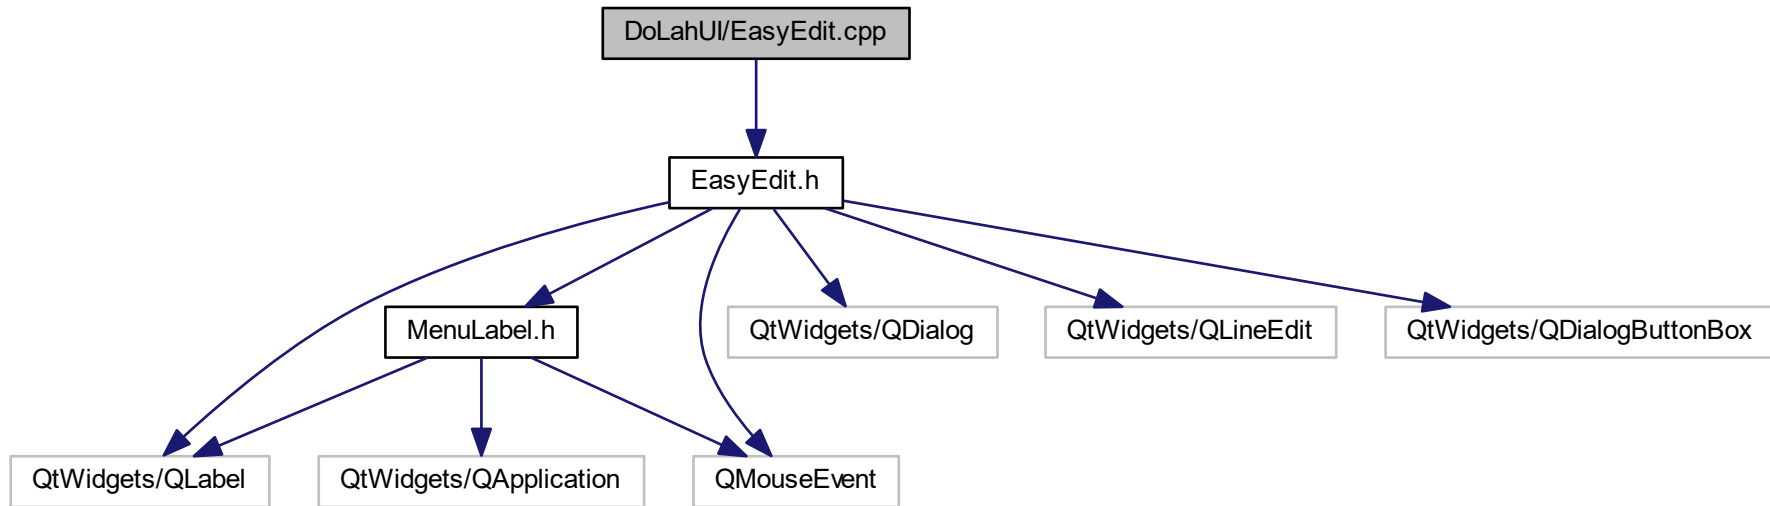 DoLahUI/EasyEdit.cpp
EasyEdit.h
MenuLabel.h
QtWidgets/QDialog
QtWidgets/QLineEdit
QtWidgets/QDialogButtonBox
QtWidgets/QLabel
QtWidgets/QApplication
QMouseEvent